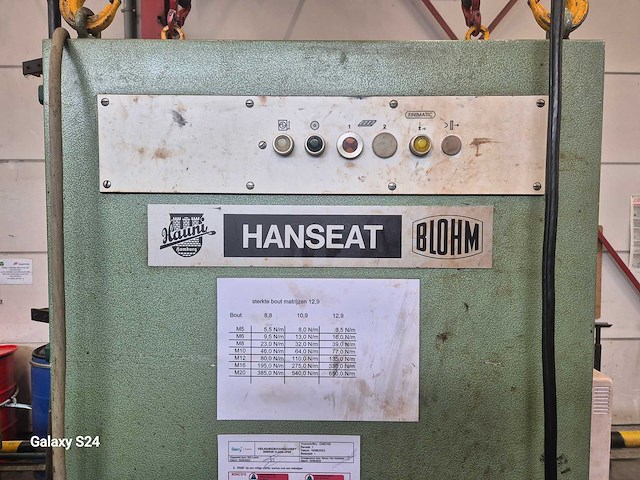 FINIMATIC
1
2
Hauni
Hamburg
HANSEAT
BLOHM
sterkte bout matrijzen 12,9
Bout 8,8 10,9 12,9
M5 5,5 N/m 8,0 N/m 9,5 N/m
M6 9,5 N/m 13,0 N/m 16,0 N/m
M8 23,0 N/m 32,0 N/m 39,0 N/m
M10 46,0 N/m 64,0 N/m 77,0 N/m
M12 80,0 N/m 110,0 N/m 135,0 N/m
M16 195,0 N/m 275,0 N/m 330,0 N/m
M20 385,0 N/m 540,0 N/m 650,0 N/m
Galaxy S24